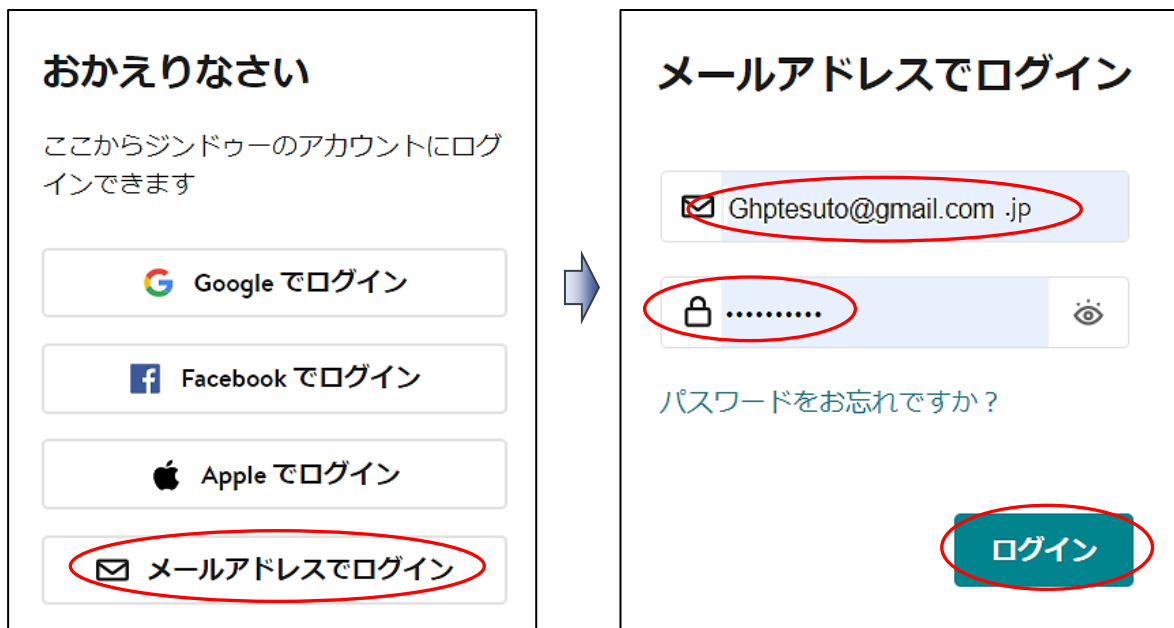 おかえりなさい
ここからジンドゥーのアカウントにログ
インできます
Google でログイン
Facebook でログイン
Apple でログイン
メールアドレスでログイン
メールアドレスでログイン
Ghptesuto@gmail.com .jp
••••••••••
パスワードをお忘れですか？
ログイン